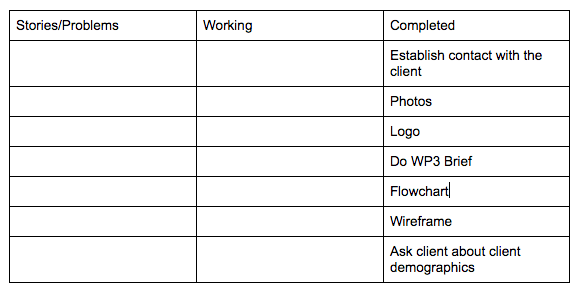 Stories/Problems Working Completed
Establish contact with the
client
Photos
Logo
Do WP3 Brief
Flowchart
Wireframe
Ask client about client
demographics